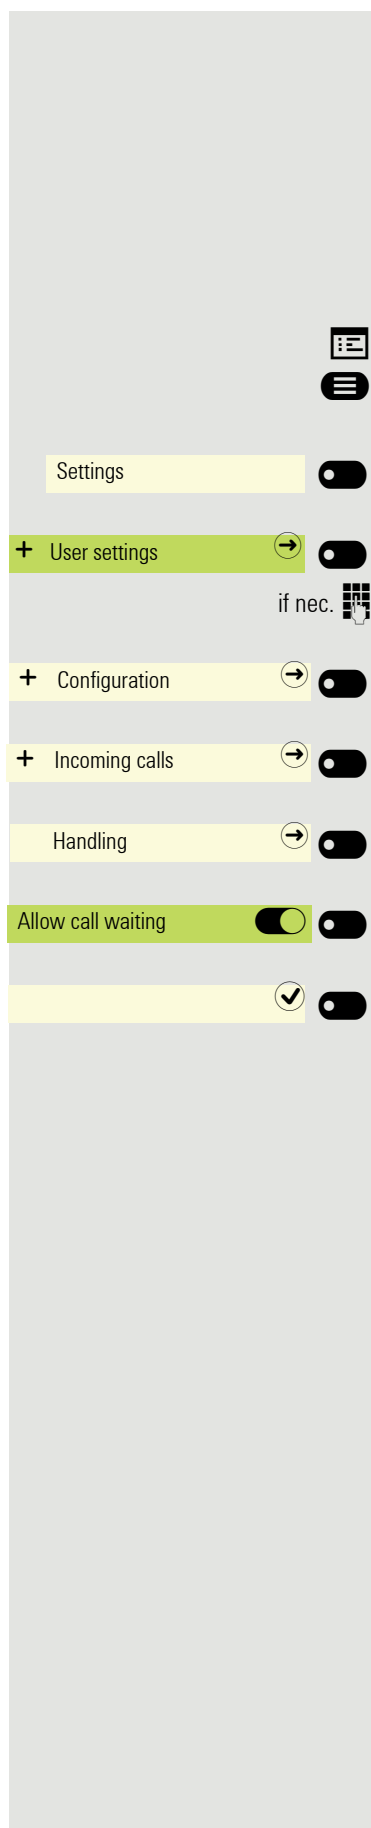 Settings
+ User settings
if nec.
+ Configuration
+ Incoming calls
Handling
Allow call waiting